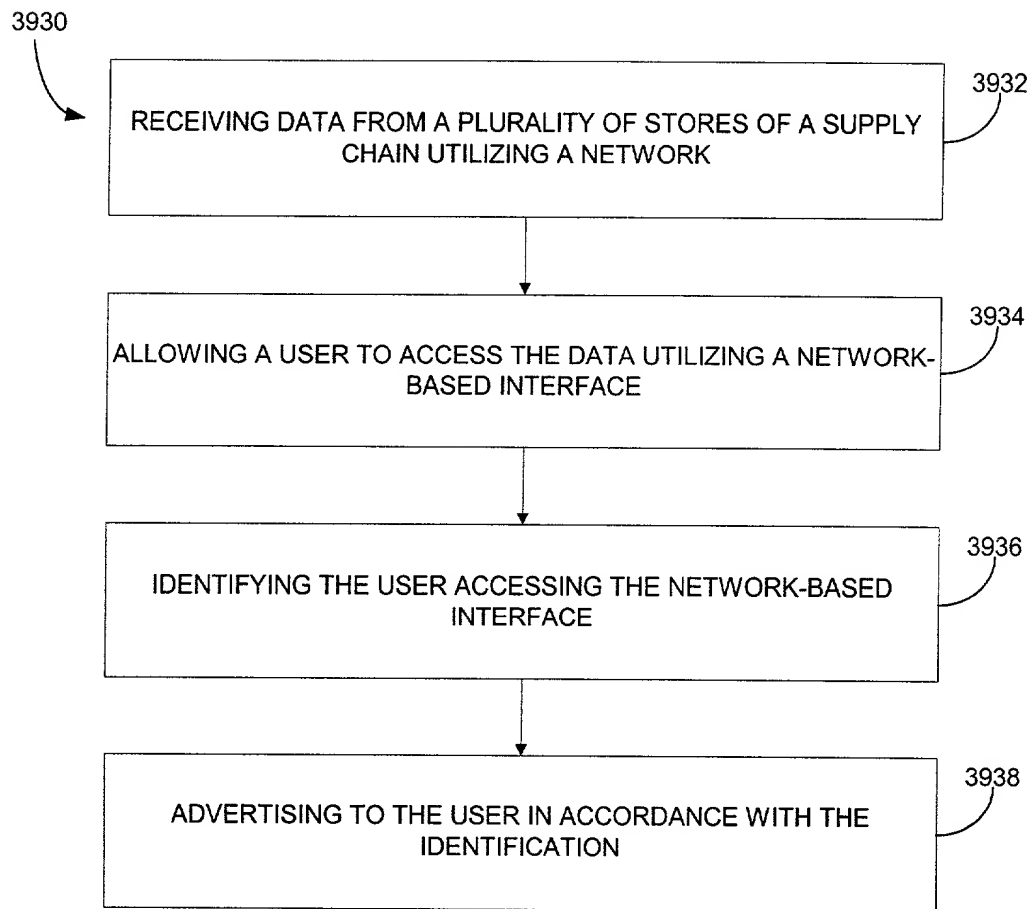 3930
3932
RECEIVING DATA FROM A PLURALITY OF STORES OF A SUPPLY
CHAIN UTILIZING A NETWORK
3934
ALLOWING A USER TO ACCESS THE DATA UTILIZING A NETWORK-
BASED INTERFACE
3936
IDENTIFYING THE USER ACCESSING THE NETWORK-BASED
INTERFACE
3938
ADVERTISING TO THE USER IN ACCORDANCE WITH THE
IDENTIFICATION